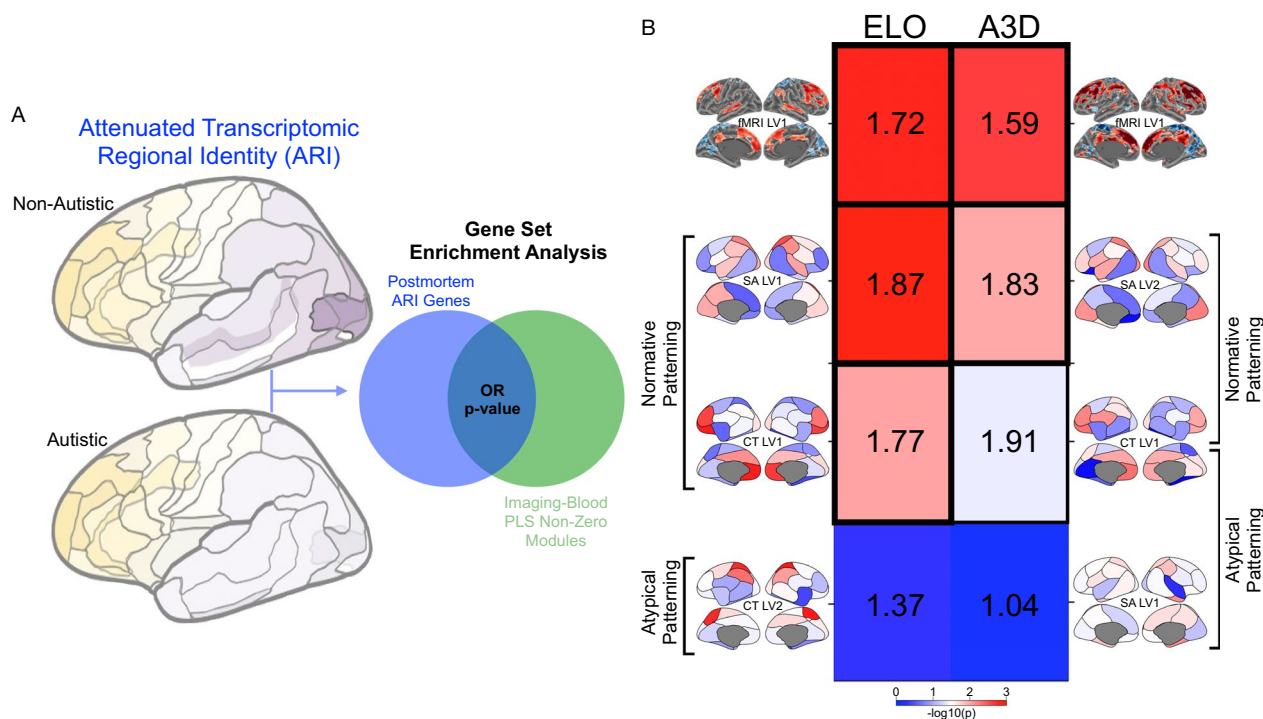 A
Attenuated Transcriptomic
Regional Identity (ARI)
Non-Autistic
Autistic
Gene Set
Enrichment Analysis
Postmortem
ARI Genes
OR
p-value
Imaging-Blood
PLS Non-Zero
Modules
B
ELO A3D
fMRI LV1
1.72 1.59
fMRI LV1
Normative
Patterning
SA LV1
1.87 1.83
SA LV2
Normative
Patterning
CT LV1
1.77 1.91
CT LV1
Atypical
Patterning
CT LV2
1.37 1.04
SA LV1
Atypical
Patterning
0 1 2 3
-log10(p)